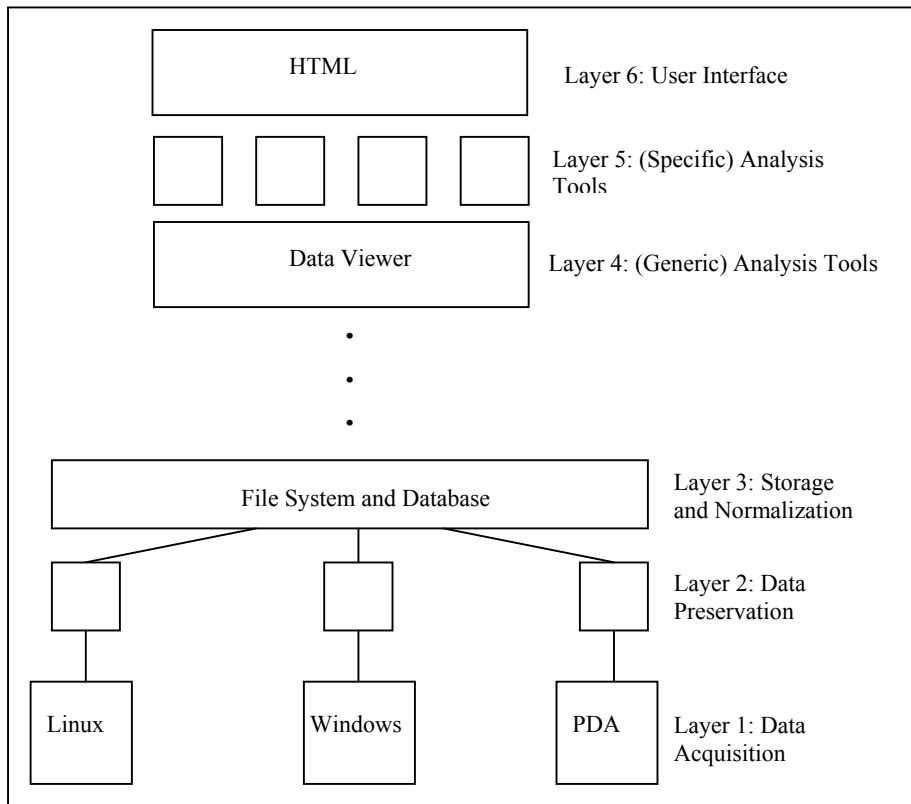 HTML
Layer 6: User Interface
Layer 5: (Specific) Analysis
Tools
Data Viewer
Layer 4: (Generic) Analysis Tools
File System and Database
Layer 3: Storage
and Normalization
Layer 2: Data
Preservation
Linux
Windows
PDA
Layer 1: Data
Acquisition